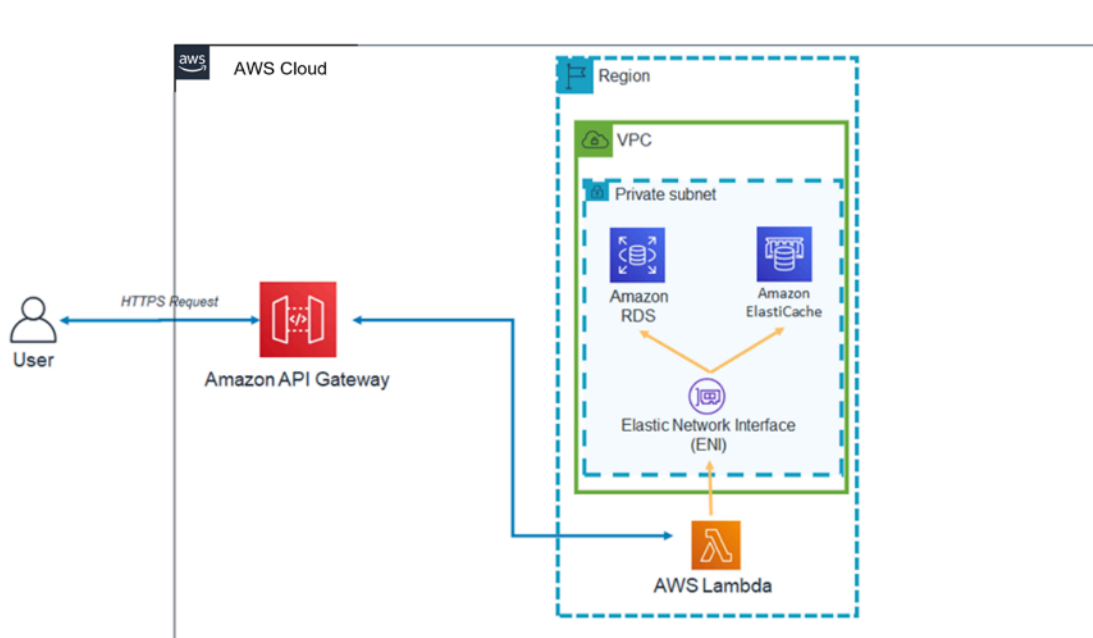 aws
AWS Cloud
Region
VPC
Private subnet
Amazon
RDS
Amazon
ElastiCache
HTTPS Request
User
Amazon API Gateway
</>
Elastic Network Interface
(ENI)
AWS Lambda